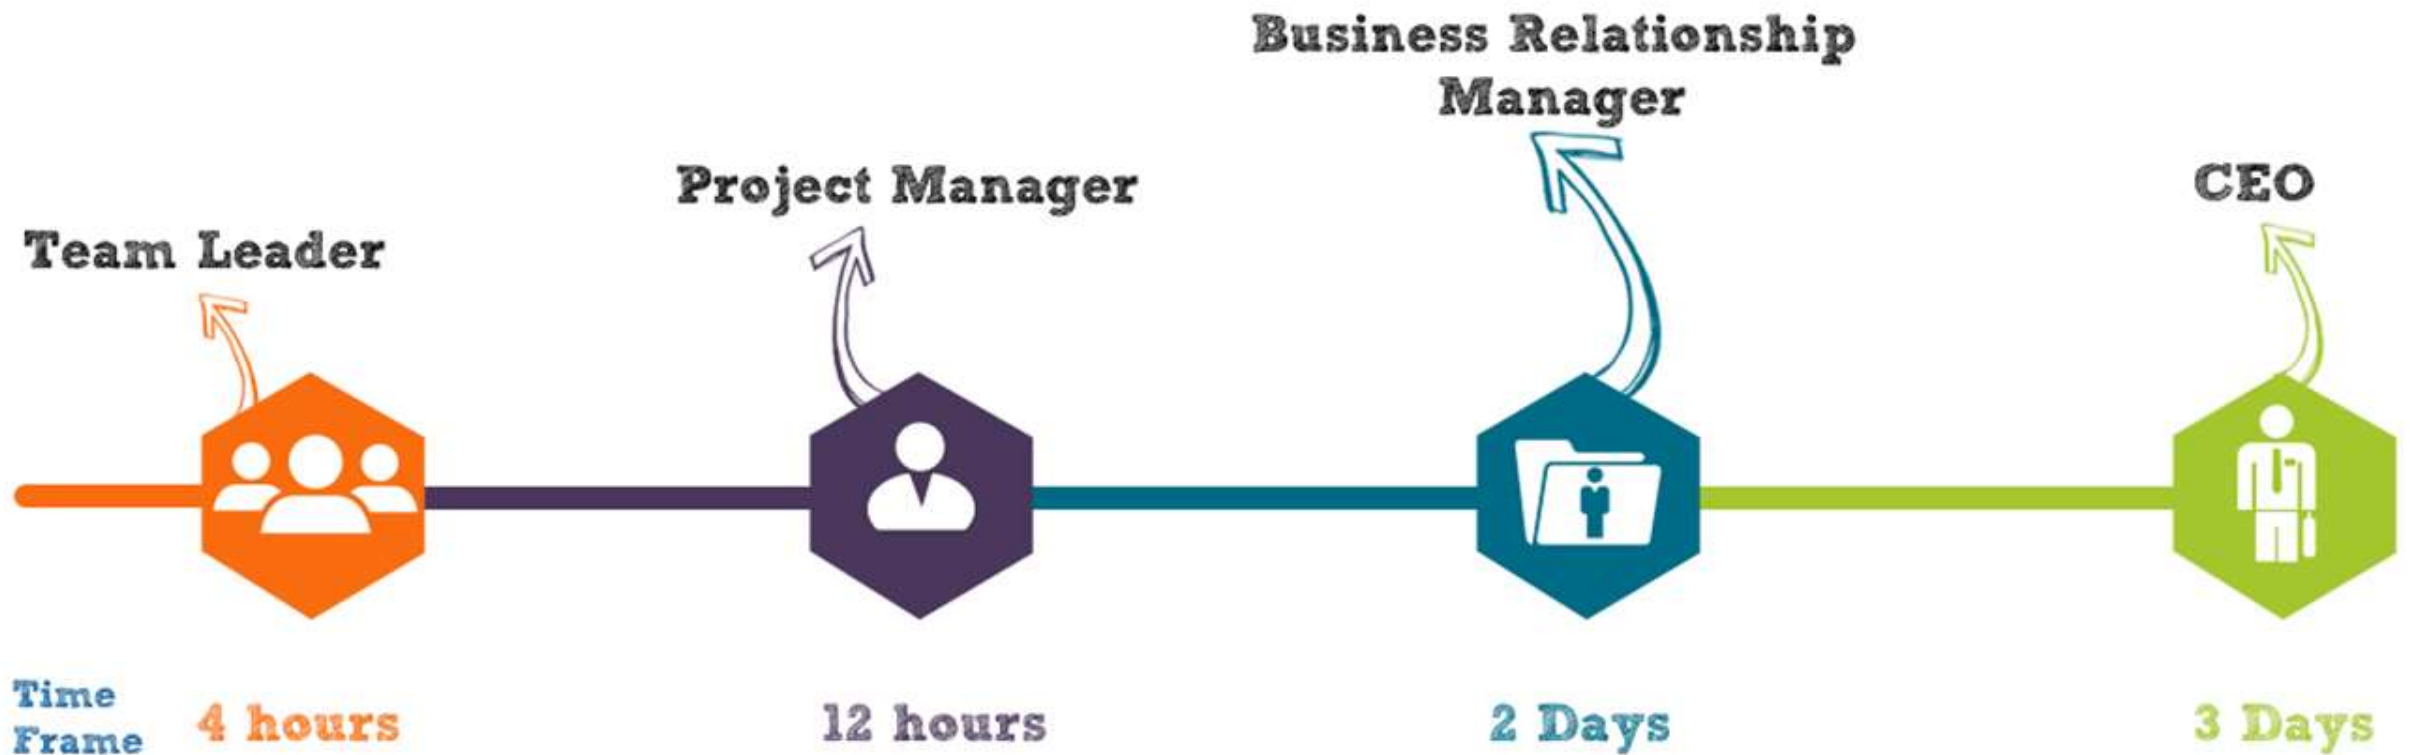 Business Relationship
Manager
Project Manager
CEO
Team Leader
Time
Frame
4 hours
12 hours
2 Days
3 Days